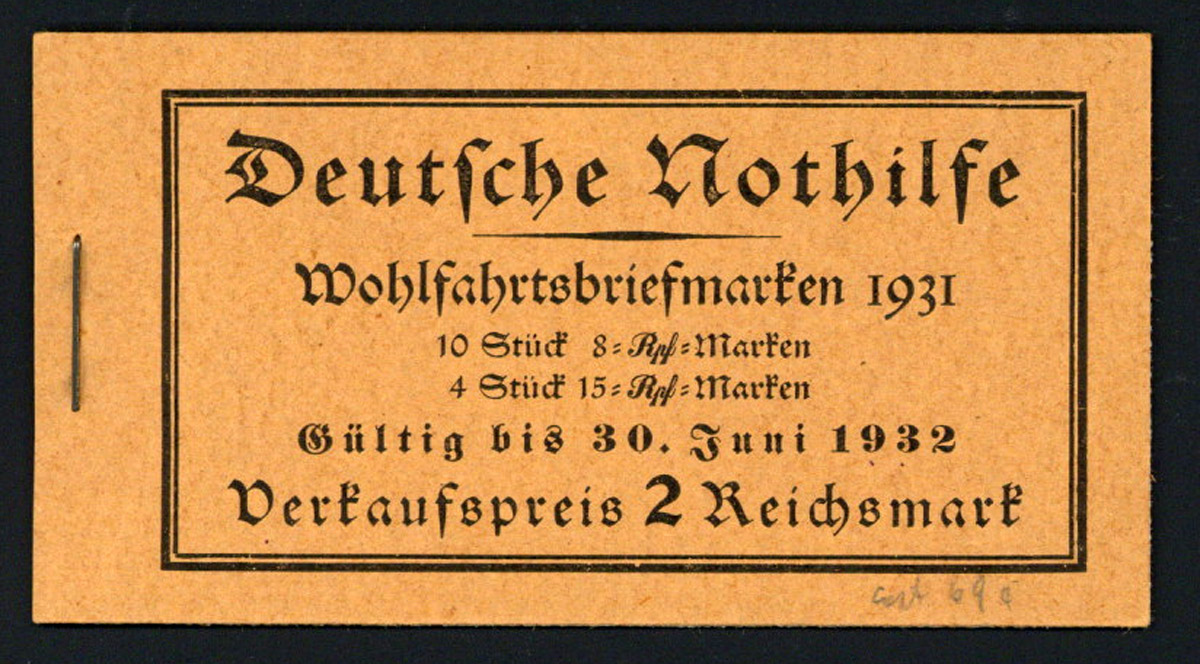 Deutſche Nothilfe
Wohlfahrtsbriefmarken 1931
10 Stück 8=Rpf=Marken
4 Stück 15=Rpf=Marken
Gültig bis 30. Juni 1932
Verkaufspreis 2 Reichsmark